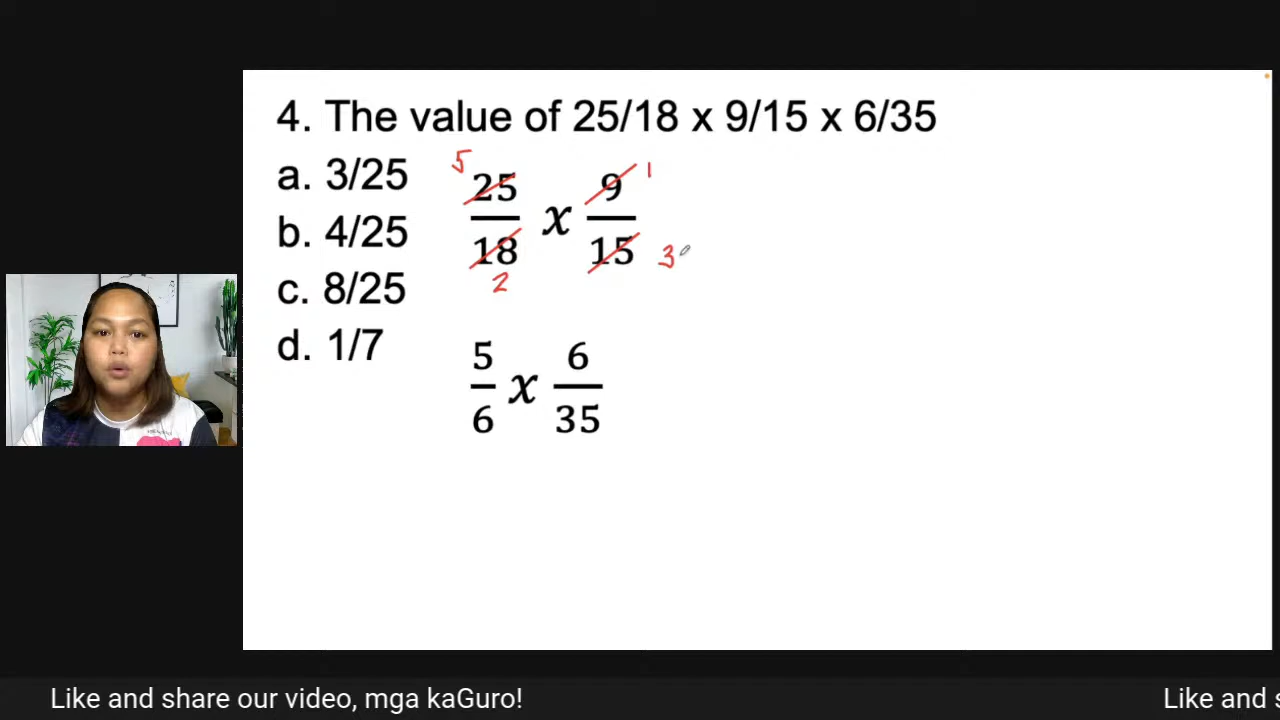 4. The value of 25/18 x 9/15 x 6/35
a. 3/25
b. 4/25
c. 8/25
d. 1/7
5
25/18 x 9/15
1
2
3
5/6 x 6/35
Like and share our video, mga kaGuro!
Like and s